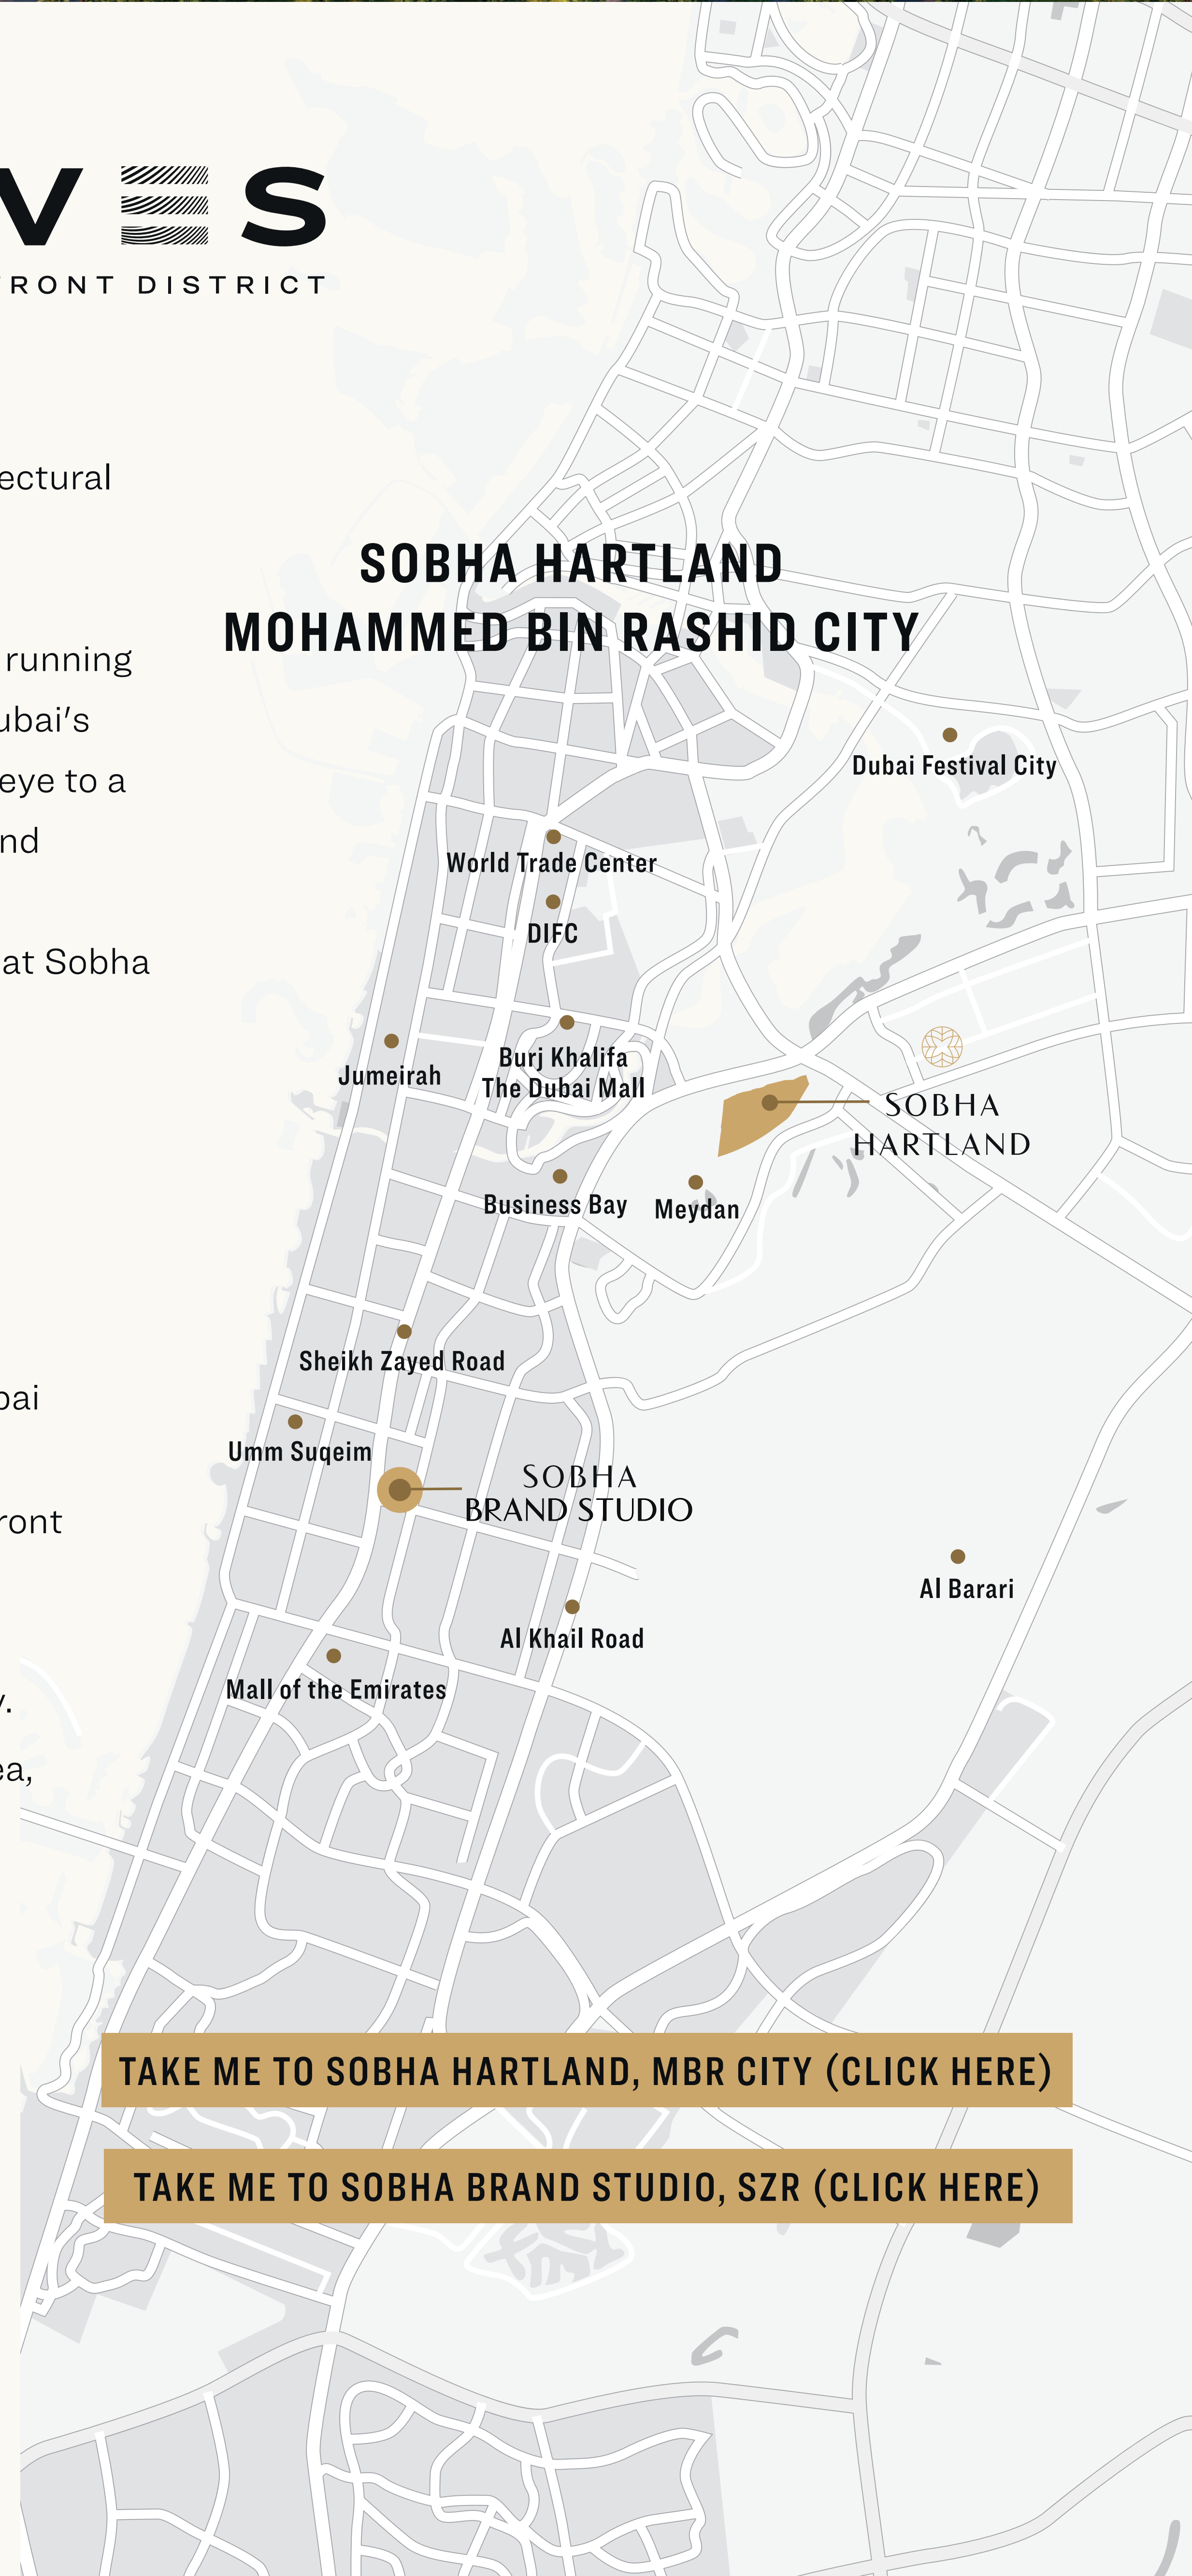 VES
FRONT DISTRICT
ectural
running
ubai's
eye to a
nd
at Sobha
bai
ront
y.
ea,
SOBHA HARTLAND
MOHAMMED BIN RASHID CITY
Dubai Festival City
World Trade Center
DIFC
Burj Khalifa
The Dubai Mall
Jumeirah
SOBHA
HARTLAND
Business Bay
Meydan
Sheikh Zayed Road
Umm Suqeim
SOBHA
BRAND STUDIO
Al Barari
Al Khail Road
Mall of the Emirates
TAKE ME TO SOBHA HARTLAND, MBR CITY (CLICK HERE)
TAKE ME TO SOBHA BRAND STUDIO, SZR (CLICK HERE)